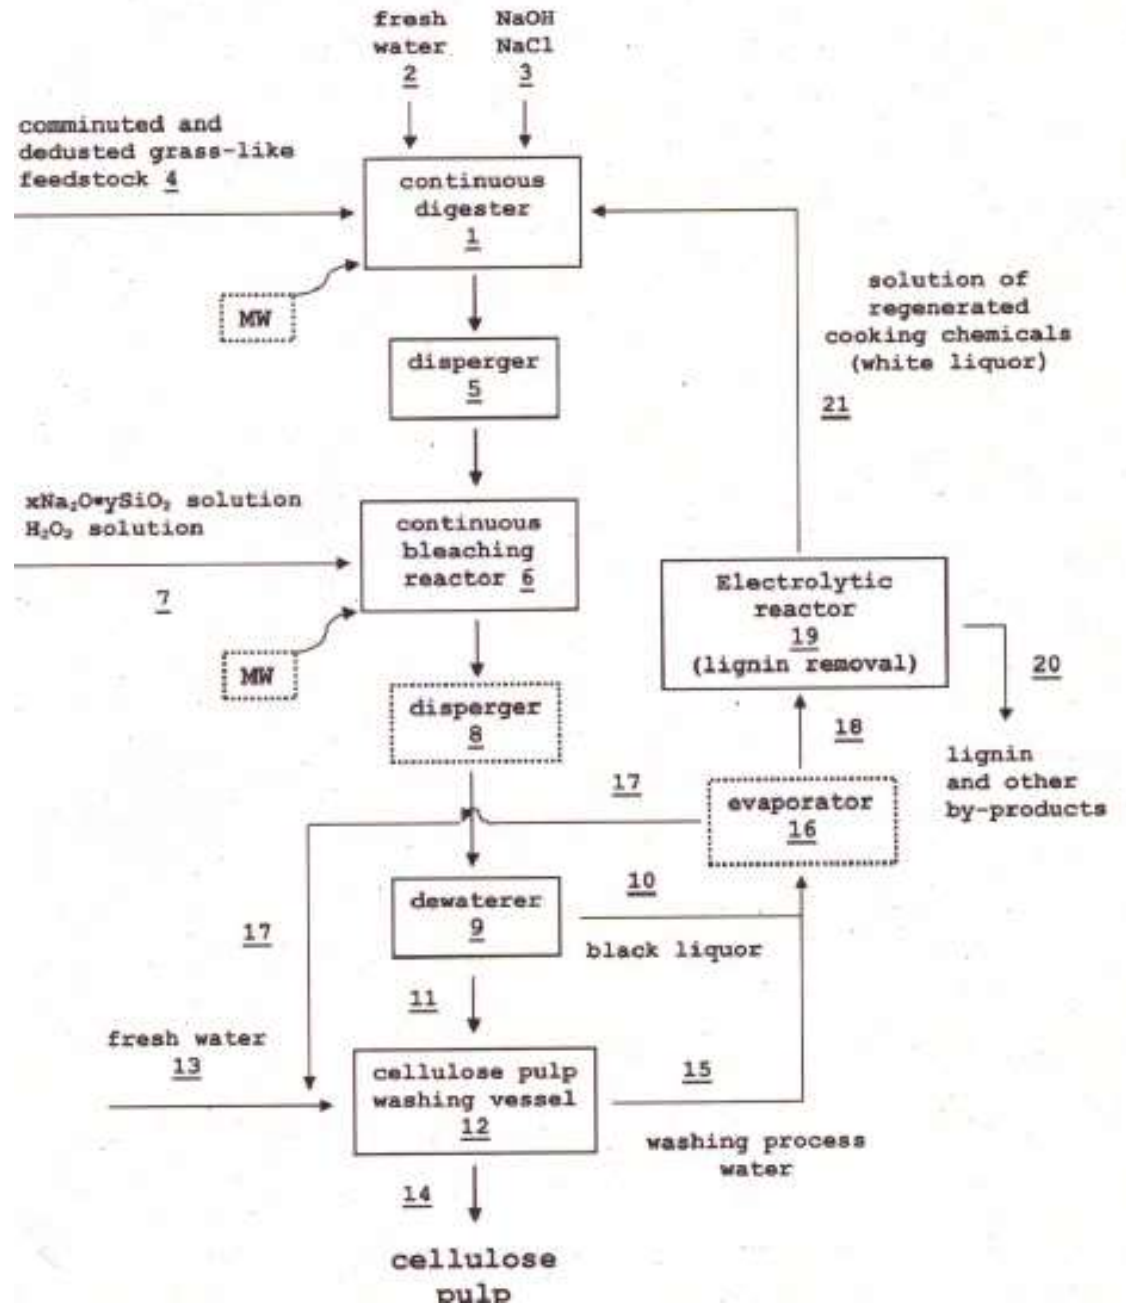 fresh
water
2
NaOH
NaCl
3
comminuted and
dedusted grass-like
feedstock 4
continuous
digester
1
MW
solution of
regenerated
cooking chemicals
(white liquor)
21
disperger
5
xNa₂O•ySiO₂ solution
H₂O₂ solution
7
continuous
bleaching
reactor 6
MW
Electrolytic
reactor
19
(lignin removal)
20
disperger
8
18
lignin
and other
by-products
17
evaporator
16
dewaterer
9
10
black liquor
17
11
fresh water
13
cellulose pulp
washing vessel
12
15
washing process
water
14
cellulose
pulp